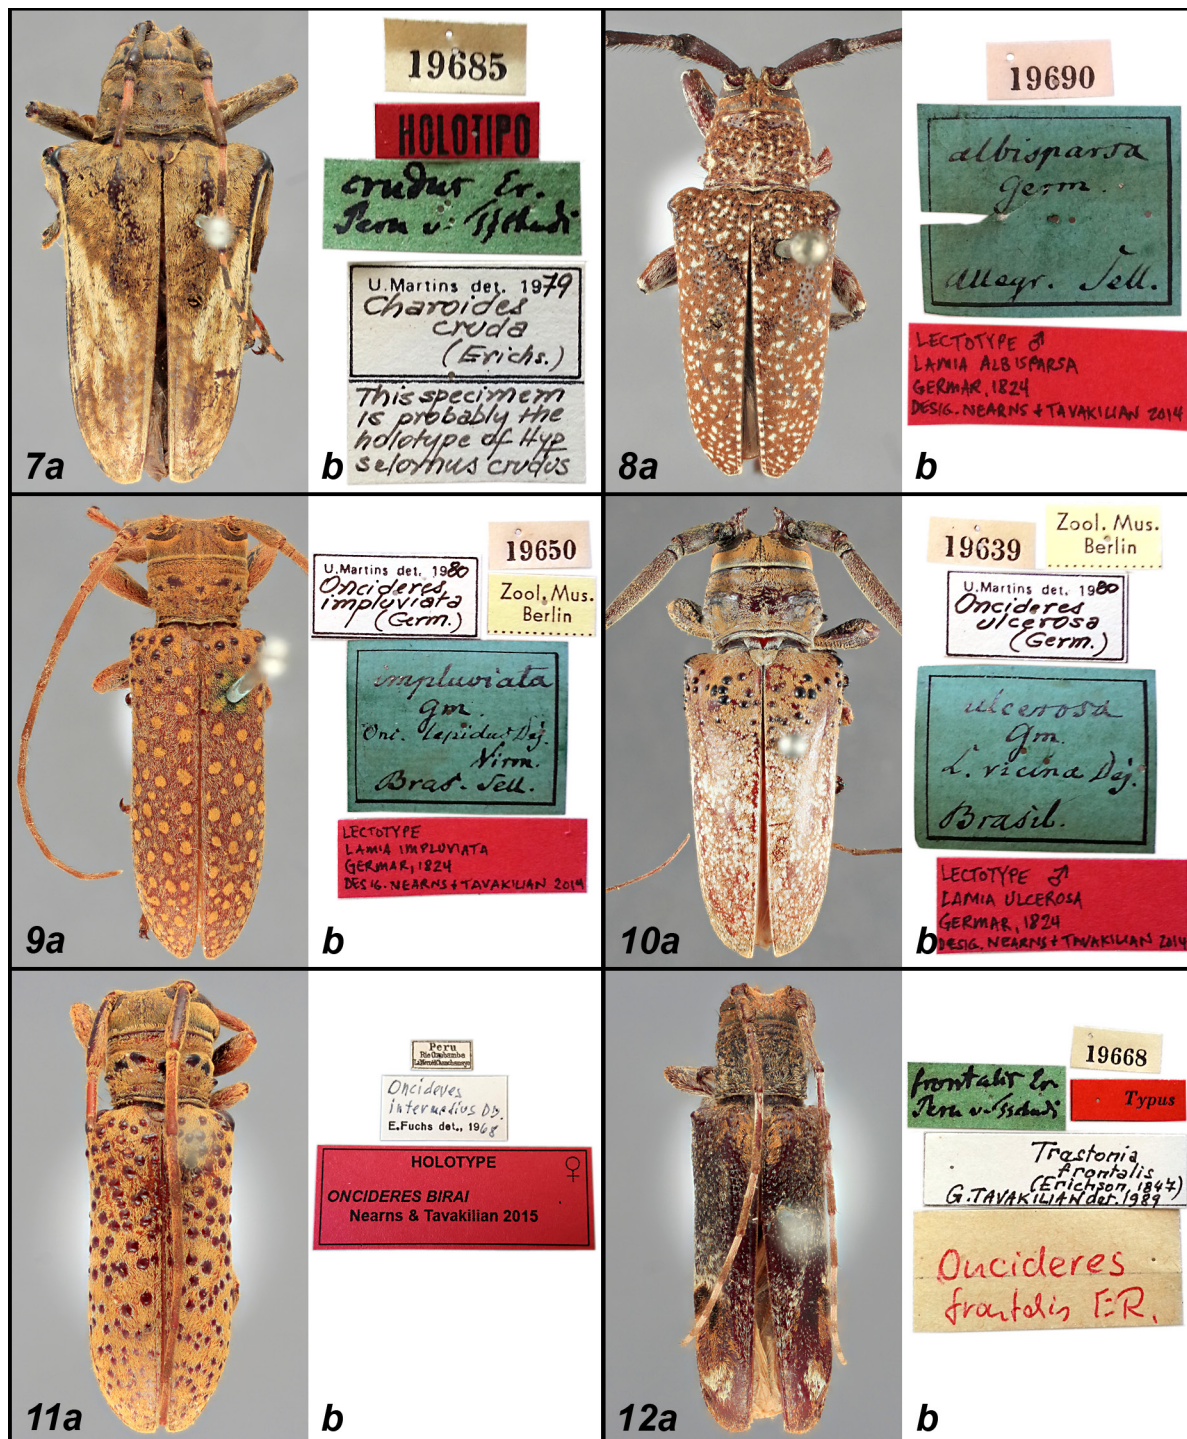 19685
HOLOTIPO
crudus Er.
Peru v. Tschudi
U.Martins det. 1979
Charoides
cruda
(Erichs.)
This specimem
is probably the
holotype of Hyp
selomus crudus
7a
b
19690
albisparsa
Germ.
Allegr. Sell.
LECTOTYPE ♂
LAMIA ALBISPARSA
GERMAR, 1824
DESIG. NEARNS + TAVAKILIAN 2014
8a
b
19650
U.Martins det. 1980
Oncideres
impluviata
(Germ.)
Zool. Mus.
Berlin
impluviata
gm.
Onc. lepidus Dej.
Bras. Sell.
LECTOTYPE
LAMIA IMPLUVIATA
GERMAR, 1824
DESIG. NEARNS + TAVAKILIAN 2014
9a
b
19639
Zool. Mus.
Berlin
U.Martins det. 1980
Oncideres
ulcerosa
(Germ.)
ulcerosa
Gm.
L. vicina Dej.
Brasil.
LECTOTYPE ♂
LAMIA ULCEROSA
GERMAR, 1824
DESIG. NEARNS + TAVAKILIAN 2014
10a
b
Peru
Oncideres
intermedius Di.
E.Fuchs det., 1968
HOLOTYPE ♀
ONCIDERES BIRAI
Nearns & Tavakilian 2015
11a
b
19668
frontalis Er.
Peru v. Tschudi
Typus
Trastonia
frontalis
(Erichson, 1847)
G.TAVAKILIAN det. 1989
Oncideres
frontalis ER.
12a
b